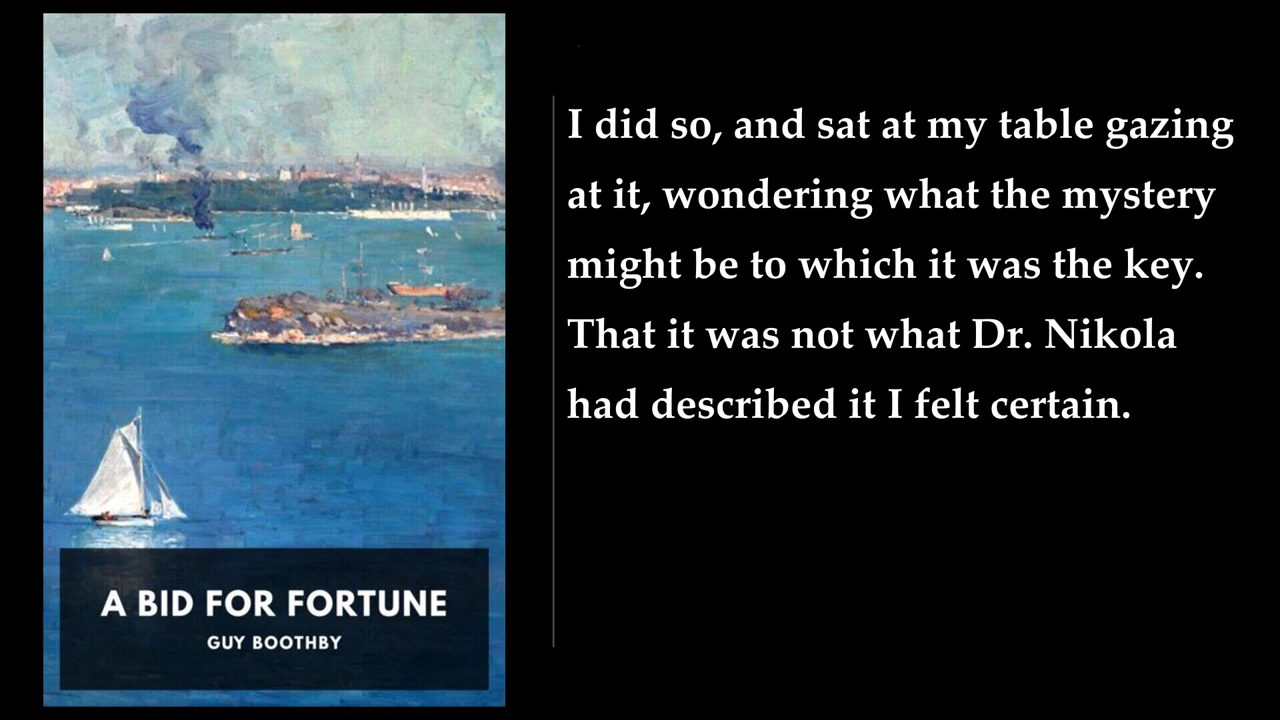 I did so, and sat at my table gazing
at it, wondering what the mystery
might be to which it was the key.
That it was not what Dr. Nikola
had described it I felt certain.
A BID FOR FORTUNE
GUY BOOTHBY